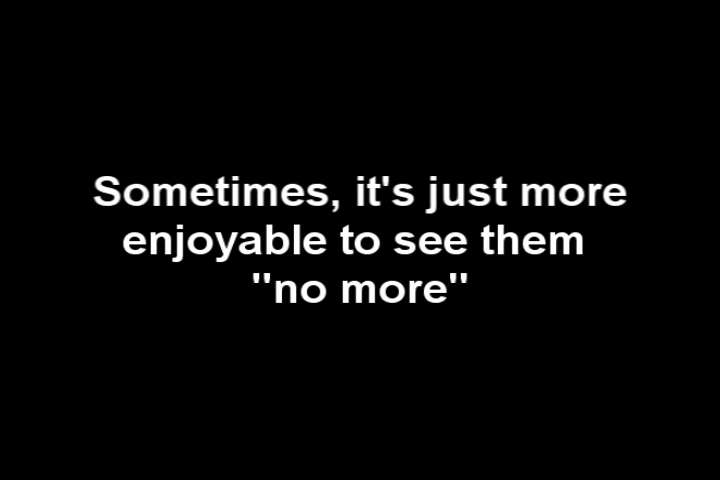 Sometimes, it's just more
enjoyable to see them
"no more"